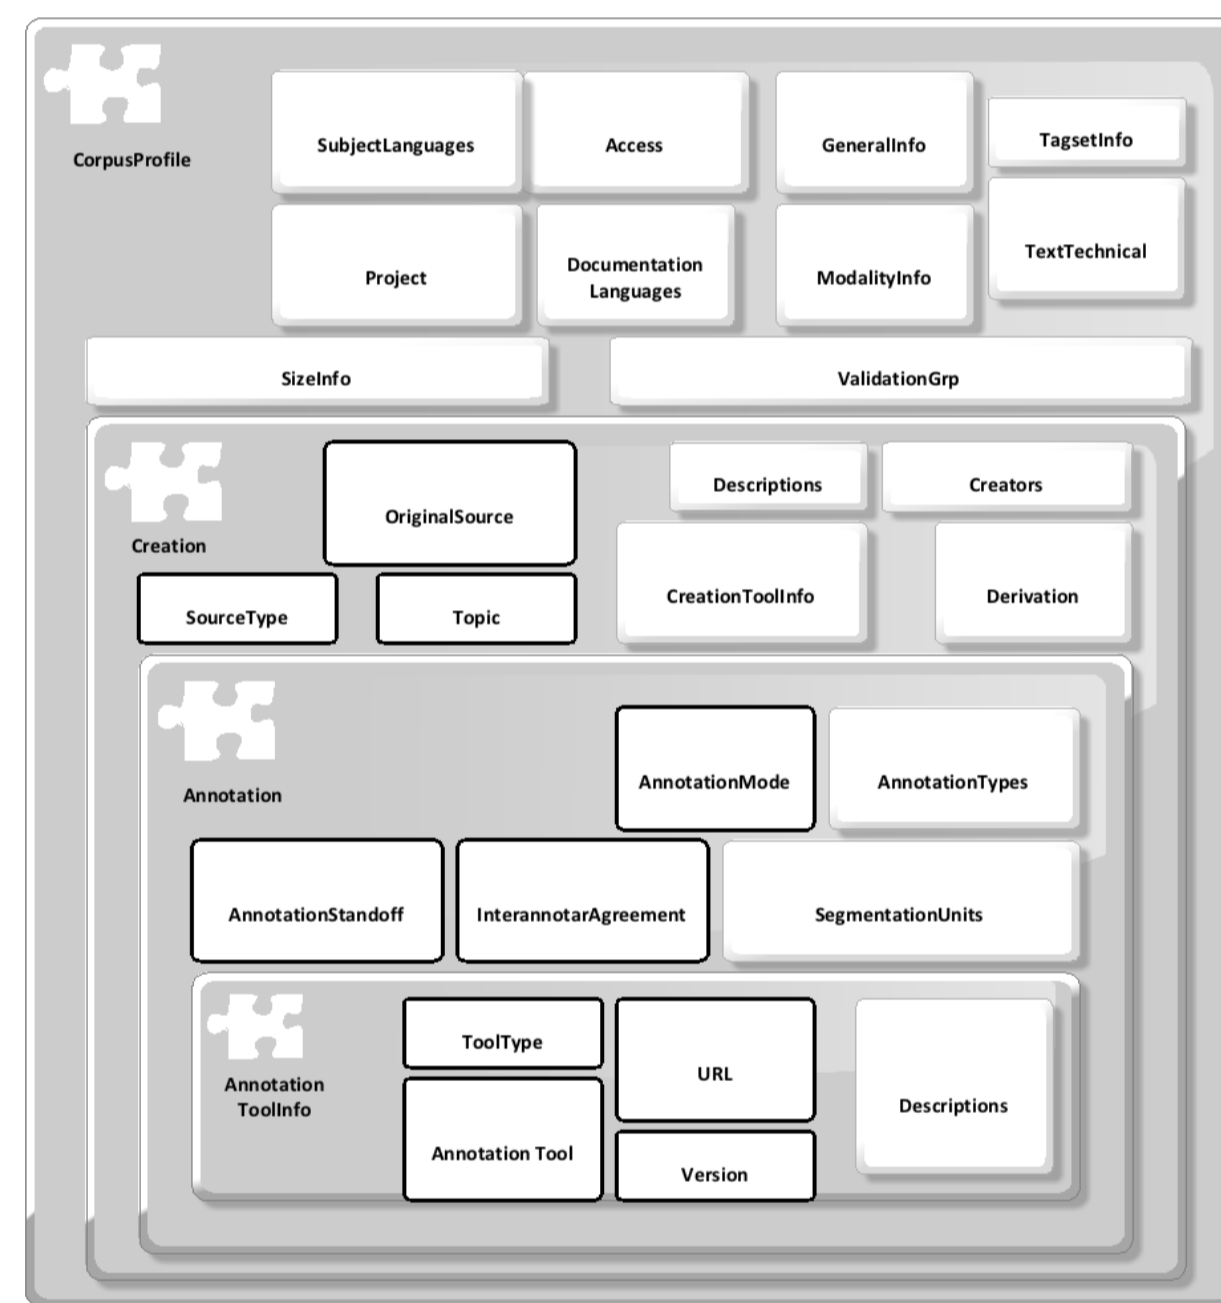 CorpusProfile
SubjectLanguages
Access
GeneralInfo
TagsetInfo
Project
Documentation
Languages
ModalityInfo
TextTechnical
SizeInfo
ValidationGrp
Creation
OriginalSource
Descriptions
Creators
SourceType
Topic
CreationToolInfo
Derivation
Annotation
AnnotationMode
AnnotationTypes
AnnotationStandoff
InterannotarAgreement
SegmentationUnits
Annotation
ToolInfo
ToolType
URL
Descriptions
Annotation Tool
Version